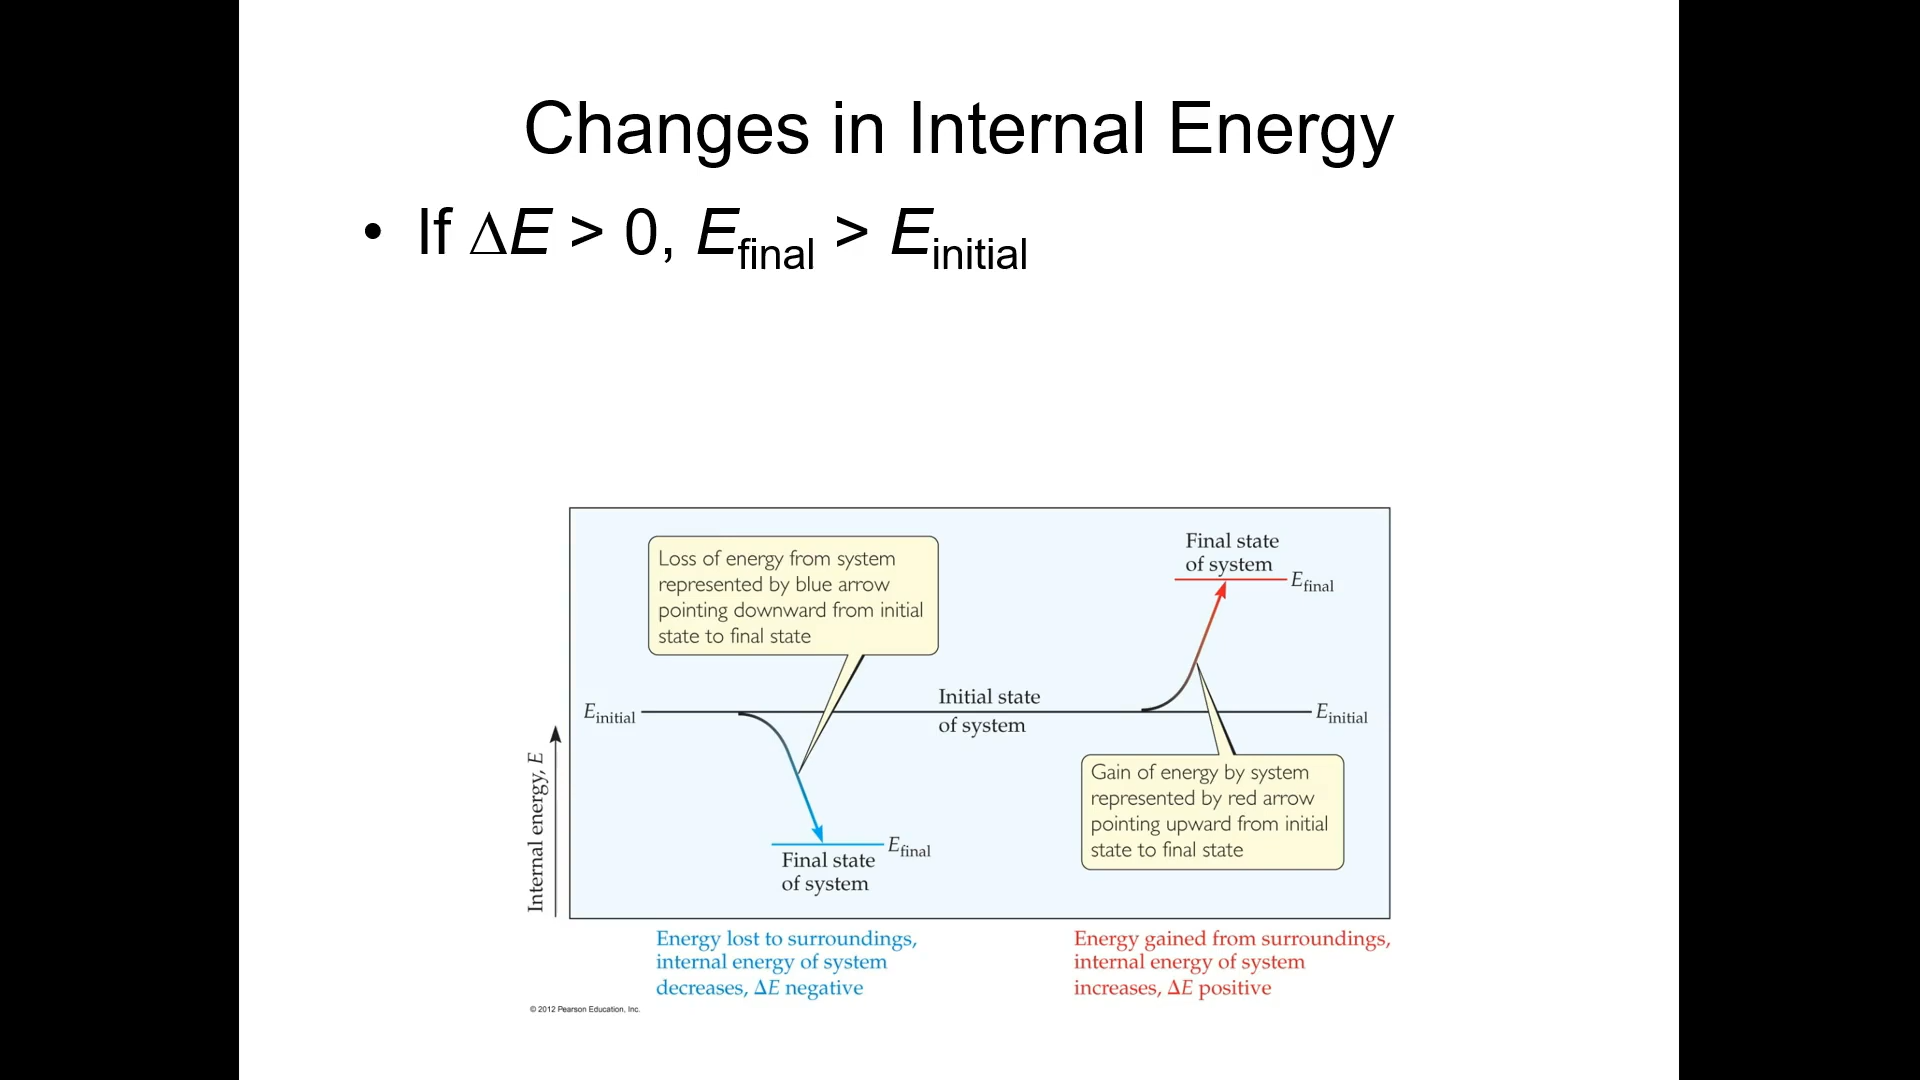 Changes in Internal Energy
• If ΔE > 0, Efinal > Einitial
Loss of energy from system
represented by blue arrow
pointing downward from initial
state to final state
Final state
of system
Efinal
Einitial
Initial state
of system
Einitial
Internal energy, E
Gain of energy by system
represented by red arrow
pointing upward from initial
state to final state
Efinal
Final state
of system
Energy lost to surroundings,
internal energy of system
decreases, ΔE negative
Energy gained from surroundings,
internal energy of system
increases, ΔE positive
© 2012 Pearson Education, Inc.